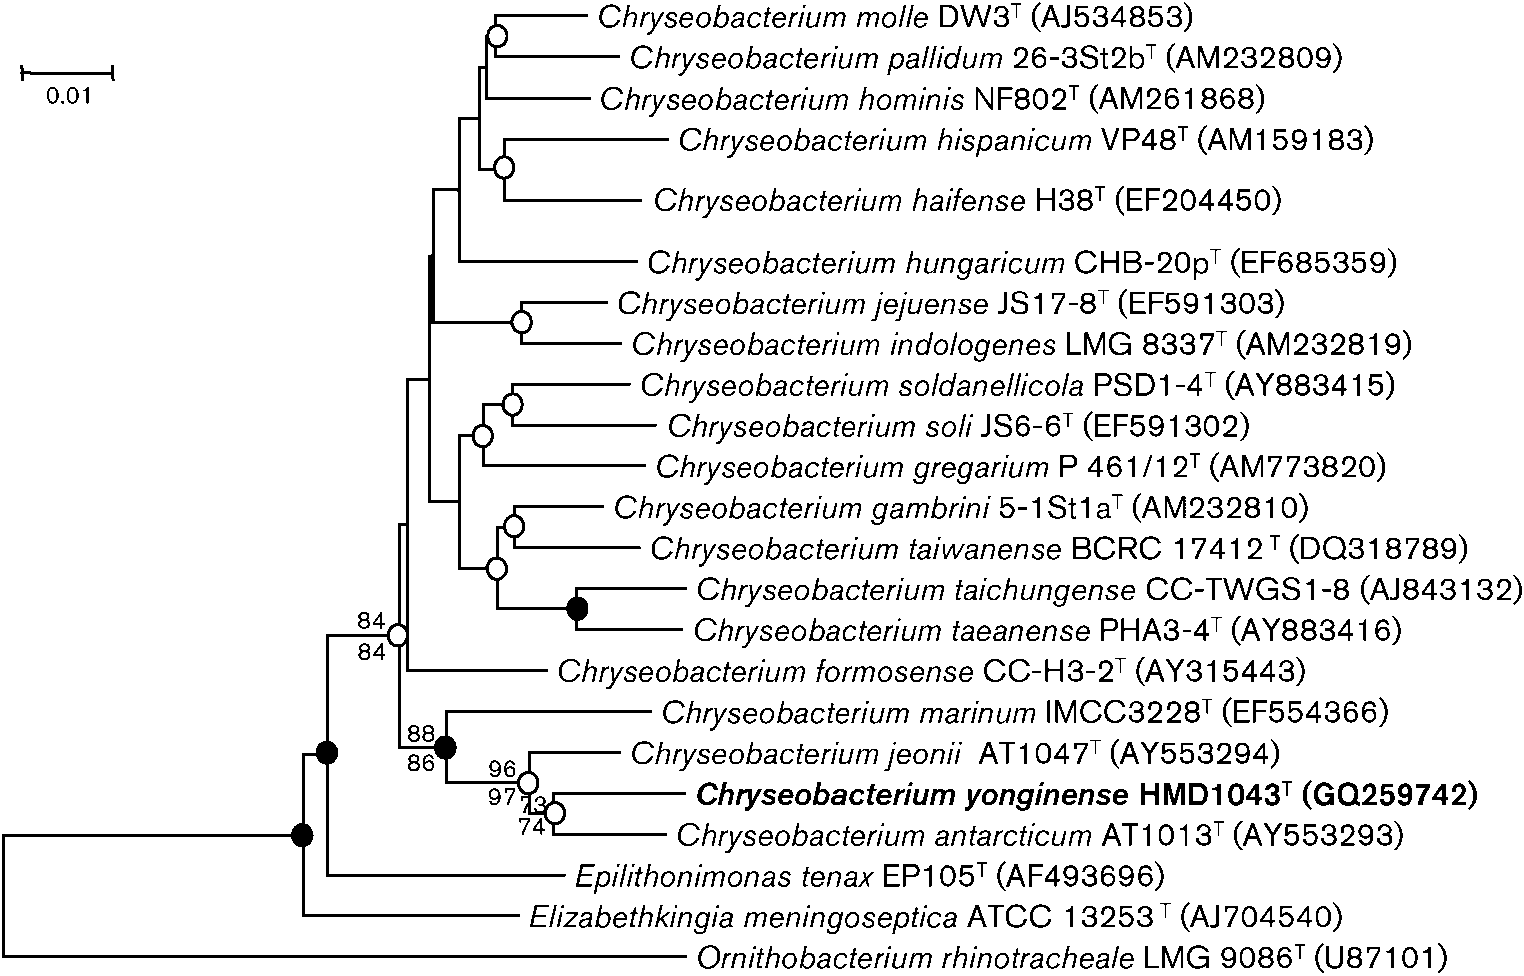 Chryseobacterium molle DW3ᵀ (AJ534853)
Chryseobacterium pallidum 26-3St2bᵀ (AM232809)
0.01
Chryseobacterium hominis NF802ᵀ (AM261868)
Chryseobacterium hispanicum VP48ᵀ (AM159183)
Chryseobacterium haifense H38ᵀ (EF204450)
Chryseobacterium hungaricum CHB-20pᵀ (EF685359)
Chryseobacterium jejuense JS17-8ᵀ (EF591303)
Chryseobacterium indologenes LMG 8337ᵀ (AM232819)
Chryseobacterium soldanellicola PSD1-4ᵀ (AY883415)
Chryseobacterium soli JS6-6ᵀ (EF591302)
Chryseobacterium gregarium P 461/12ᵀ (AM773820)
Chryseobacterium gambrini 5-1St1aᵀ (AM232810)
Chryseobacterium taiwanense BCRC 17412ᵀ (DQ318789)
Chryseobacterium taichungense CC-TWGS1-8 (AJ843132)
84
Chryseobacterium taeanense PHA3-4ᵀ (AY883416)
84
Chryseobacterium formosense CC-H3-2ᵀ (AY315443)
Chryseobacterium marinum IMCC3228ᵀ (EF554366)
88
86
Chryseobacterium jeonii AT1047ᵀ (AY553294)
96
97
Chryseobacterium yonginense HMD1043ᵀ (GQ259742)
73
74
Chryseobacterium antarcticum AT1013ᵀ (AY553293)
Epilithonimonas tenax EP105ᵀ (AF493696)
Elizabethkingia meningoseptica ATCC 13253ᵀ (AJ704540)
Ornithobacterium rhinotracheale LMG 9086ᵀ (U87101)